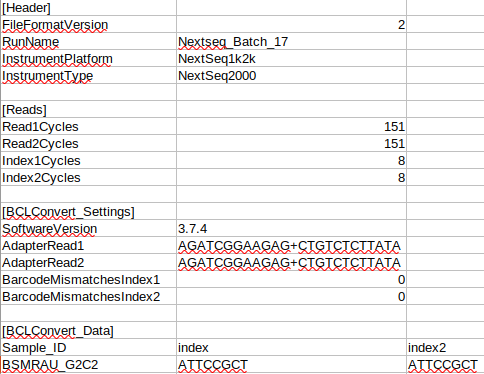 [Header]
FileFormatVersion 2
RunName Nextseq_Batch_17
InstrumentPlatform NextSeq1k2k
InstrumentType NextSeq2000
[Reads]
Read1Cycles 151
Read2Cycles 151
Index1Cycles 8
Index2Cycles 8
[BCLConvert_Settings]
SoftwareVersion 3.7.4
AdapterRead1 AGATCGGAAGAG+CTGTCTCTTATA
AdapterRead2 AGATCGGAAGAG+CTGTCTCTTATA
BarcodeMismatchesIndex1 0
BarcodeMismatchesIndex2 0
[BCLConvert_Data]
Sample_ID index index2
BSMRAU_G2C2 ATTCCGCT ATTCCGCT